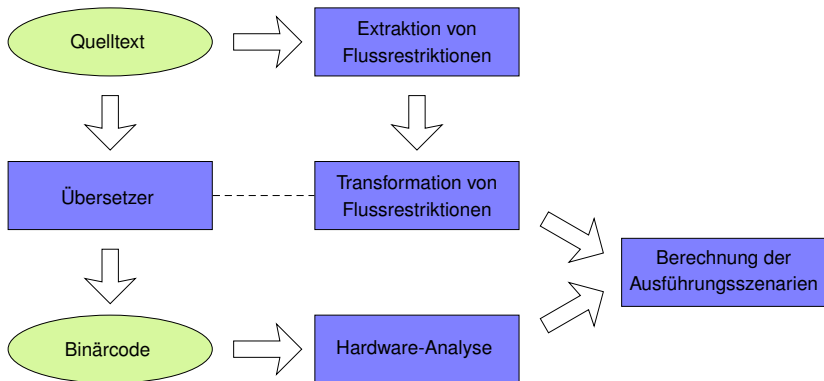 Quelltext
Extraktion von
Flussrestriktionen
Übersetzer
Transformation von
Flussrestriktionen
Berechnung der
Ausführungsszenarien
Binärcode
Hardware-Analyse